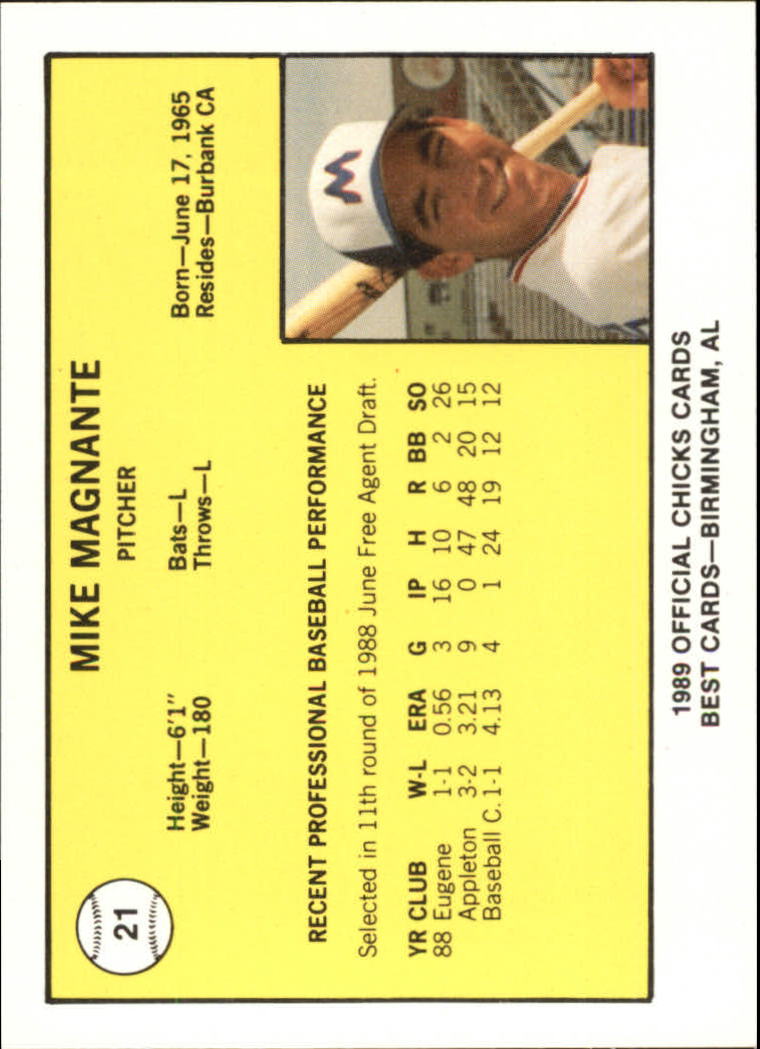 21
MIKE MAGNANTE
PITCHER
Height—6'1" Bats—L Born—June 17, 1965
Weight—180 Throws—L Resides—Burbank CA
RECENT PROFESSIONAL BASEBALL PERFORMANCE
Selected in 11th round of 1988 June Free Agent Draft.
YR CLUB W-L ERA G IP H R BB SO
88 Eugene 1-1 0.56 3 16 10 6 2 26
Appleton 3-2 3.21 9 0 47 48 20 15
Baseball C. 1-1 4.13 4 1 24 19 12 12
M
1989 OFFICIAL CHICKS CARDS
BEST CARDS—BIRMINGHAM, AL